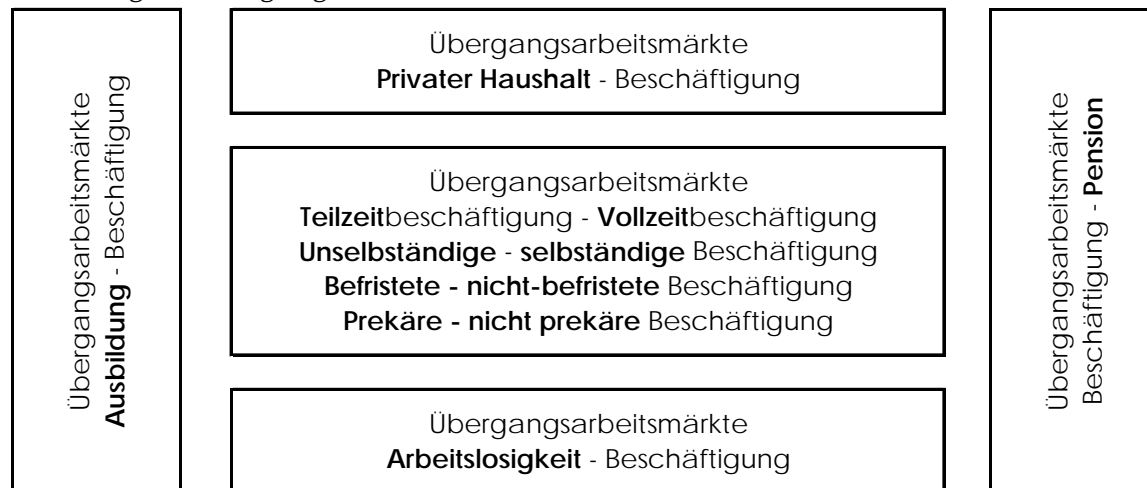 Übergangsarbeitsmärkte
Ausbildung - Beschäftigung
Übergangsarbeitsmärkte
Privater Haushalt - Beschäftigung
Übergangsarbeitsmärkte
Teilzeitbeschäftigung - Vollzeitbeschäftigung
Unselbständige - selbständige Beschäftigung
Befristete - nicht-befristete Beschäftigung
Prekäre - nicht prekäre Beschäftigung
Übergangsarbeitsmärkte
Arbeitslosigkeit - Beschäftigung
Übergangsarbeitsmärkte
Beschäftigung - Pension